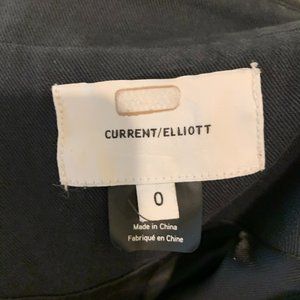 CURRENT/ELLIOTT
0
Made in China
Fabriqué en Chine